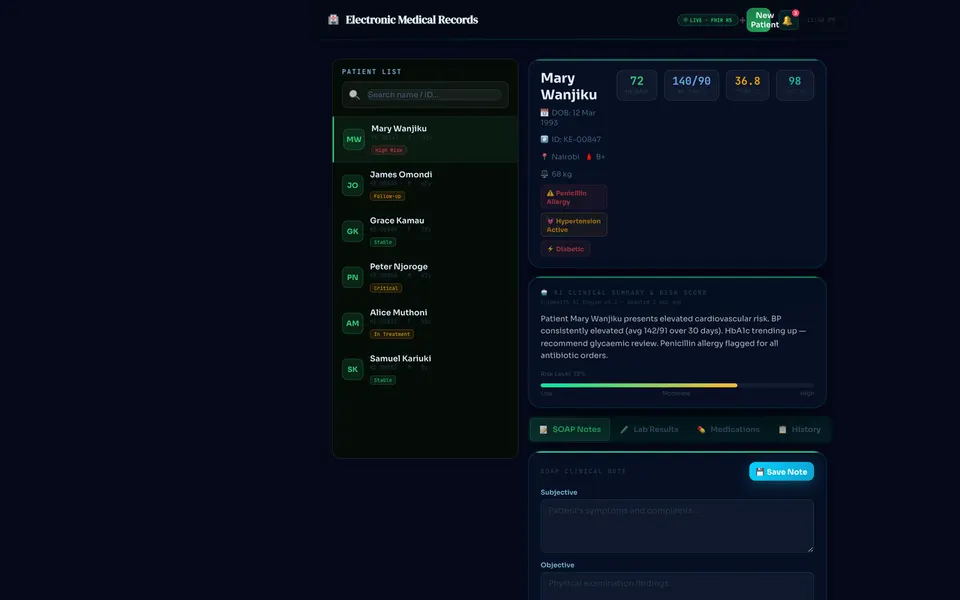 Electronic Medical Records
LIVE · FHIR R5
+
New
Patient
3
11:42 PM
PATIENT LIST
Search name / ID...
MW
Mary Wanjiku
High Risk
JO
James Omondi
Follow-up
GK
Grace Kamau
Stable
PN
Peter Njoroge
Critical
AM
Alice Muthoni
In Treatment
SK
Samuel Kariuki
Stable
Mary
Wanjiku
DOB: 12 Mar
1993
ID: KE-00847
Nairobi B+
68 kg
Penicillin
Allergy
Hypertension
Active
Diabetic
72
140/90
36.8
98
AI CLINICAL SUMMARY & RISK SCORE
Patient Mary Wanjiku presents elevated cardiovascular risk. BP
consistently elevated (avg 142/91 over 30 days). HbA1c trending up —
recommend glycaemic review. Penicillin allergy flagged for all
antibiotic orders.
Risk Level: 72%
Low Moderate High
SOAP Notes
Lab Results
Medications
History
SOAP CLINICAL NOTE
Save Note
Subjective
Patient's symptoms and complaints...
Objective
Physical examination findings...